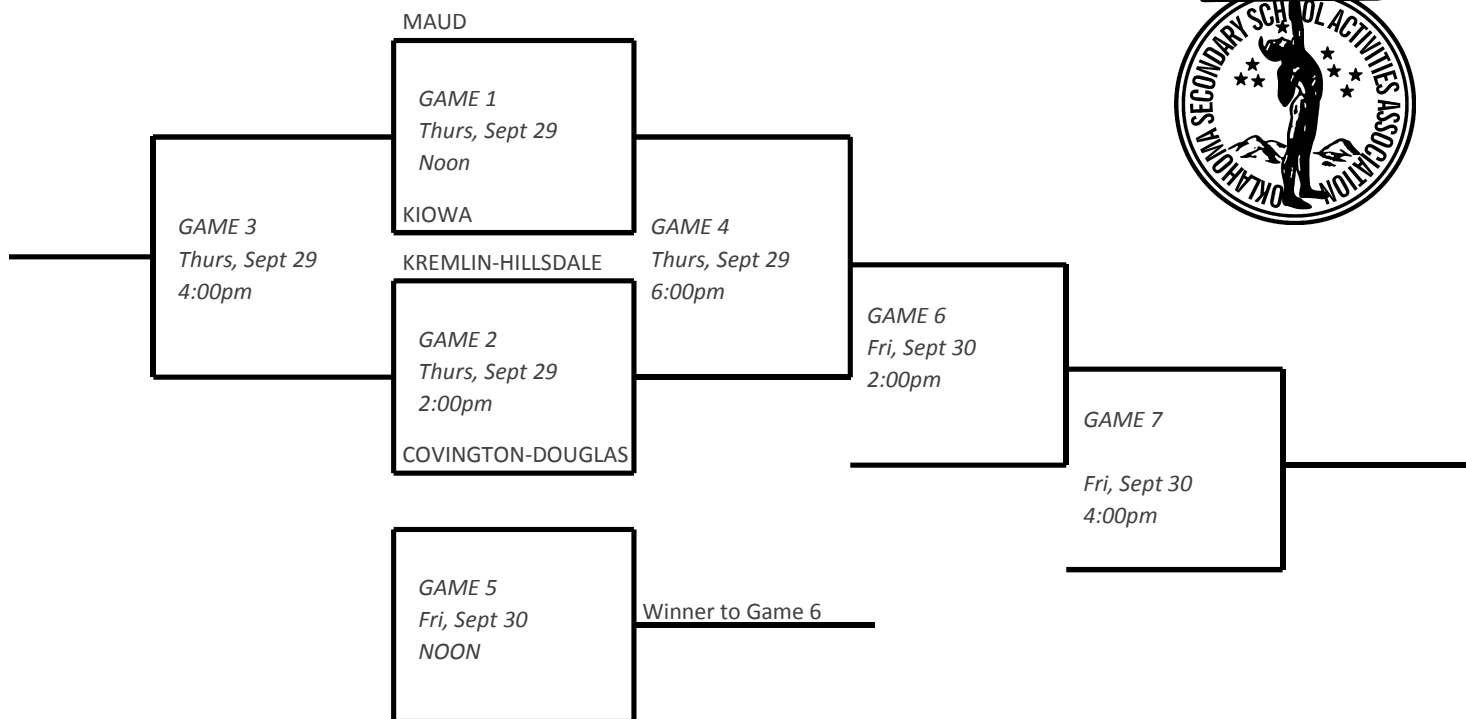 MAUD
GAME 1
Thurs, Sept 29
Noon
KIOWA
GAME 3
Thurs, Sept 29
4:00pm
GAME 4
Thurs, Sept 29
6:00pm
KREMLIN-HILLSDALE
GAME 2
Thurs, Sept 29
2:00pm
COVINGTON-DOUGLAS
GAME 6
Fri, Sept 30
2:00pm
GAME 7
Fri, Sept 30
4:00pm
GAME 5
Fri, Sept 30
NOON
Winner to Game 6
OKLAHOMA SECONDARY SCHOOL ACTIVITIES ASSOCIATION